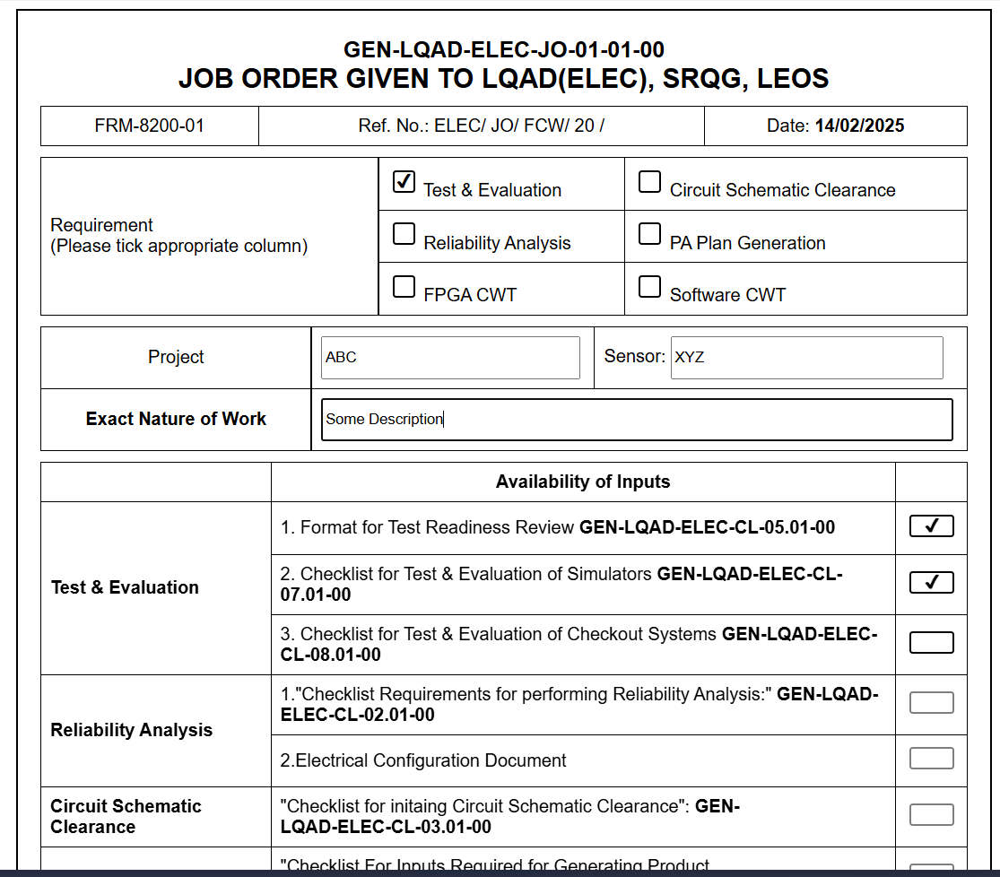 GEN-LQAD-ELEC-JO-01-01-00
JOB ORDER GIVEN TO LQAD(ELEC), SRQG, LEOS
FRM-8200-01
Ref. No.: ELEC/ JO/ FCW/ 20 /
Date: 14/02/2025
Requirement
(Please tick appropriate column)
Test & Evaluation
Circuit Schematic Clearance
Reliability Analysis
PA Plan Generation
FPGA CWT
Software CWT
Project
ABC
Sensor:
XYZ
Exact Nature of Work
Some Description
Availability of Inputs
Test & Evaluation
1. Format for Test Readiness Review GEN-LQAD-ELEC-CL-05.01-00
2. Checklist for Test & Evaluation of Simulators GEN-LQAD-ELEC-CL-
07.01-00
3. Checklist for Test & Evaluation of Checkout Systems GEN-LQAD-ELEC-
CL-08.01-00
Reliability Analysis
1."Checklist Requirements for performing Reliability Analysis:" GEN-LQAD-
ELEC-CL-02.01-00
2.Electrical Configuration Document
Circuit Schematic
Clearance
"Checklist for initaing Circuit Schematic Clearance": GEN-
LQAD-ELEC-CL-03.01-00
"Checklist For Inputs Required for Generating Product